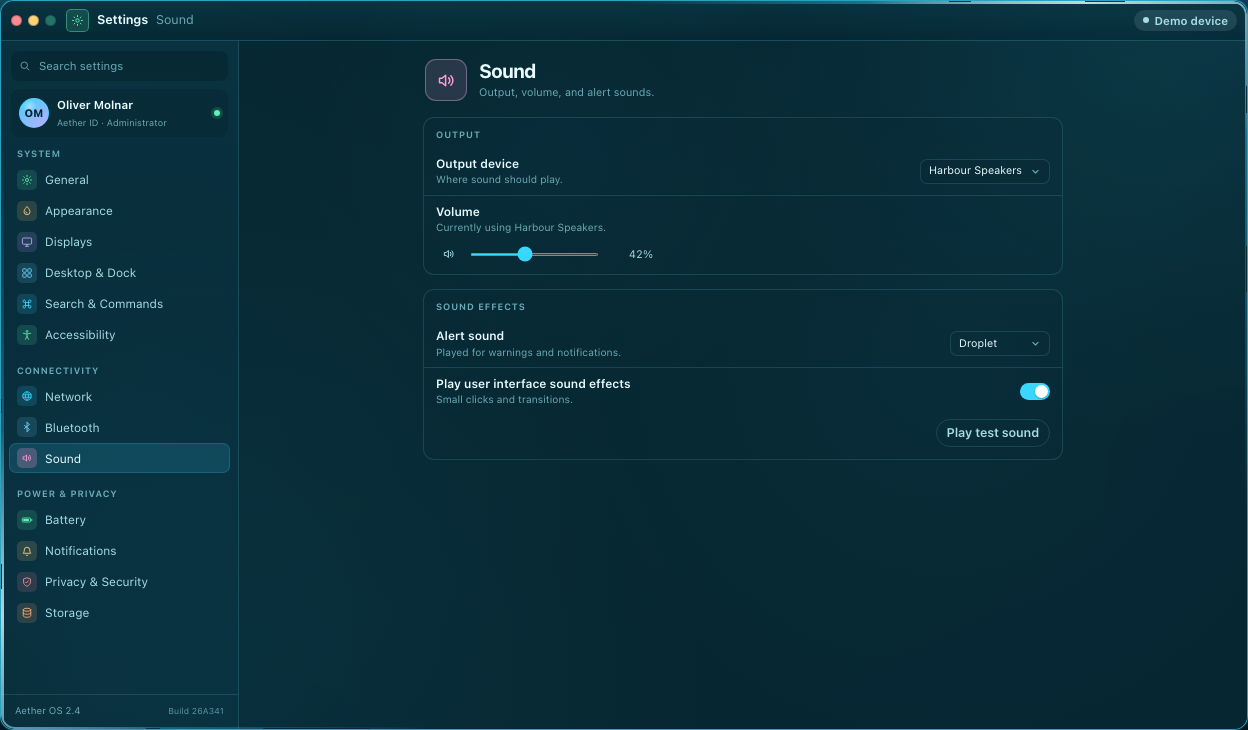 Settings Sound
Demo device
Search settings
OM
Oliver Molnar
Aether ID · Administrator
SYSTEM
General
Appearance
Displays
Desktop & Dock
Search & Commands
Accessibility
CONNECTIVITY
Network
Bluetooth
Sound
POWER & PRIVACY
Battery
Notifications
Privacy & Security
Storage
Aether OS 2.4
Build 26A341
Sound
Output, volume, and alert sounds.
OUTPUT
Output device
Where sound should play.
Harbour Speakers
Volume
Currently using Harbour Speakers.
42%
SOUND EFFECTS
Alert sound
Played for warnings and notifications.
Droplet
Play user interface sound effects
Small clicks and transitions.
Play test sound